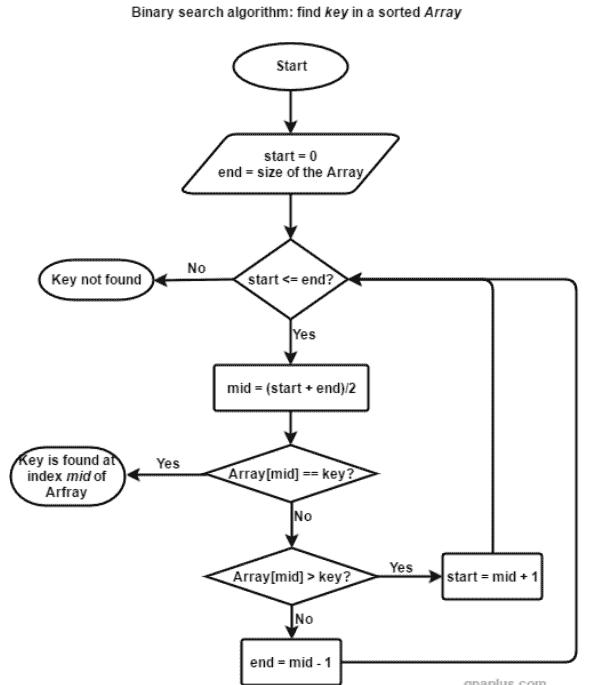 Binary search algorithm: find key in a sorted Array
Start
start = 0
end = size of the Array
start <= end?
No
Key not found
Yes
mid = (start + end)/2
Array[mid] == key?
Yes
Key is found at
index mid of
Arfray
No
Array[mid] > key?
Yes
start = mid + 1
No
end = mid - 1